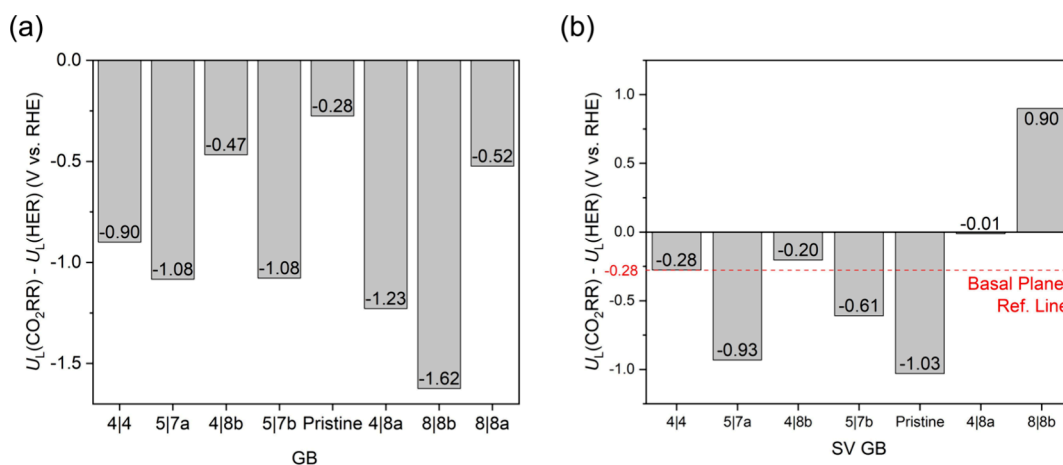 (a)
U_L(CO₂RR) - U_L(HER) (V vs. RHE)
0.0
-0.5
-1.0
-1.5
-0.90
-1.08
-0.47
-1.08
-0.28
-1.23
-1.62
-0.52
4|4 5|7a 4|8b 5|7b Pristine 4|8a 8|8b 8|8a
GB
(b)
U_L(CO₂RR) - U_L(HER) (V vs. RHE)
1.0
0.5
0.0
-0.28
-0.5
-1.0
-0.28
-0.93
-0.20
-0.61
-1.03
-0.01
0.90
Basal Plane
Ref. Line
4|4 5|7a 4|8b 5|7b Pristine 4|8a 8|8b
SV GB